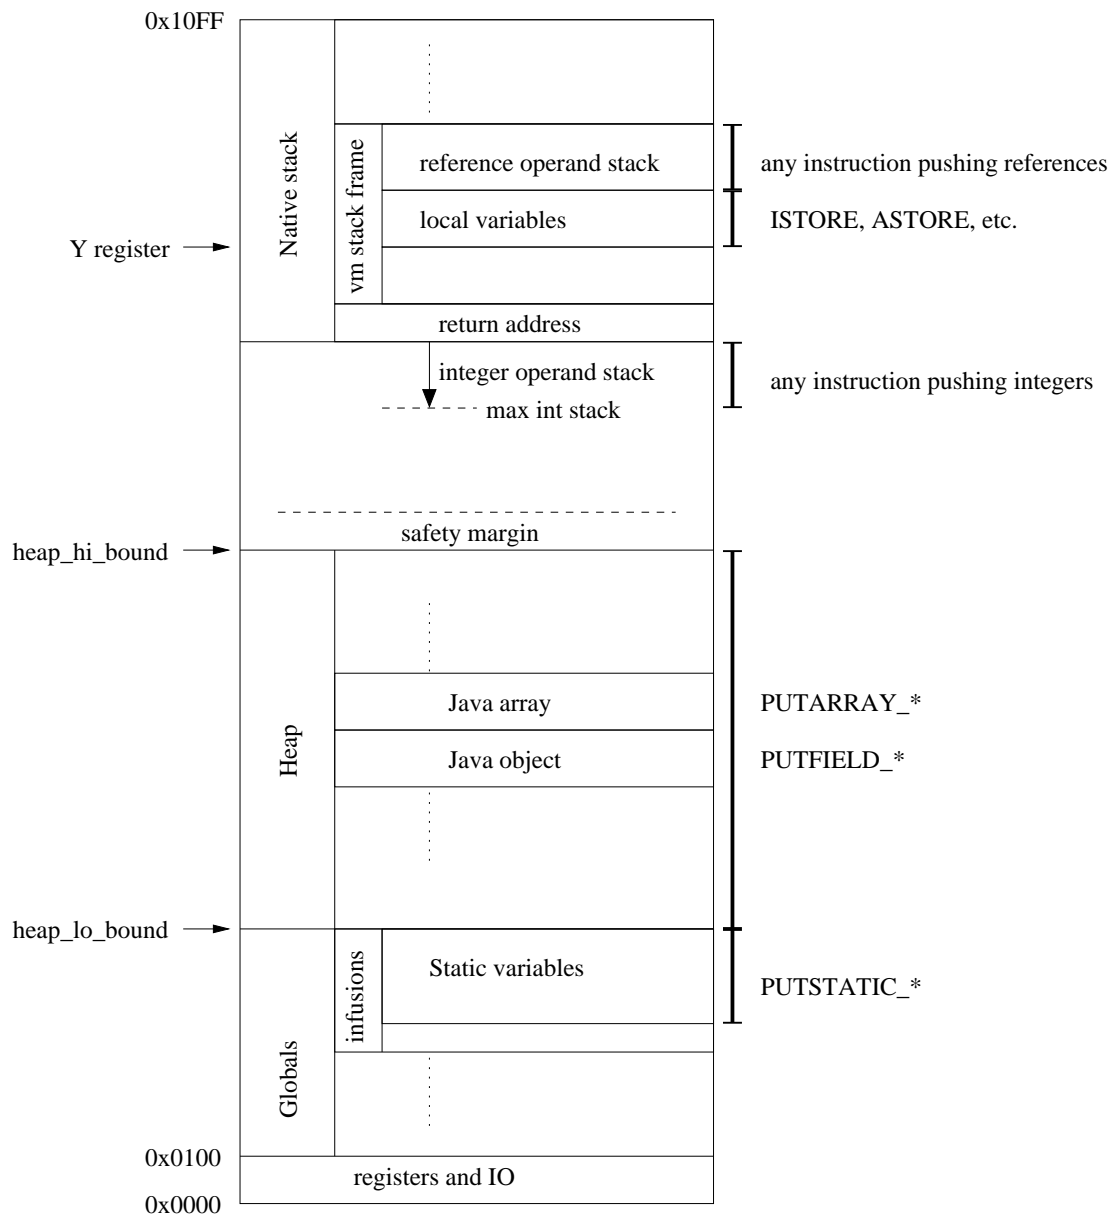 0x10FF
Native stack
vm stack frame
reference operand stack
any instruction pushing references
local variables
ISTORE, ASTORE, etc.
Y register
return address
integer operand stack
any instruction pushing integers
max int stack
safety margin
heap_hi_bound
Heap
Java array
PUTARRAY_*
Java object
PUTFIELD_*
heap_lo_bound
Globals
infusions
Static variables
PUTSTATIC_*
0x0100
registers and IO
0x0000